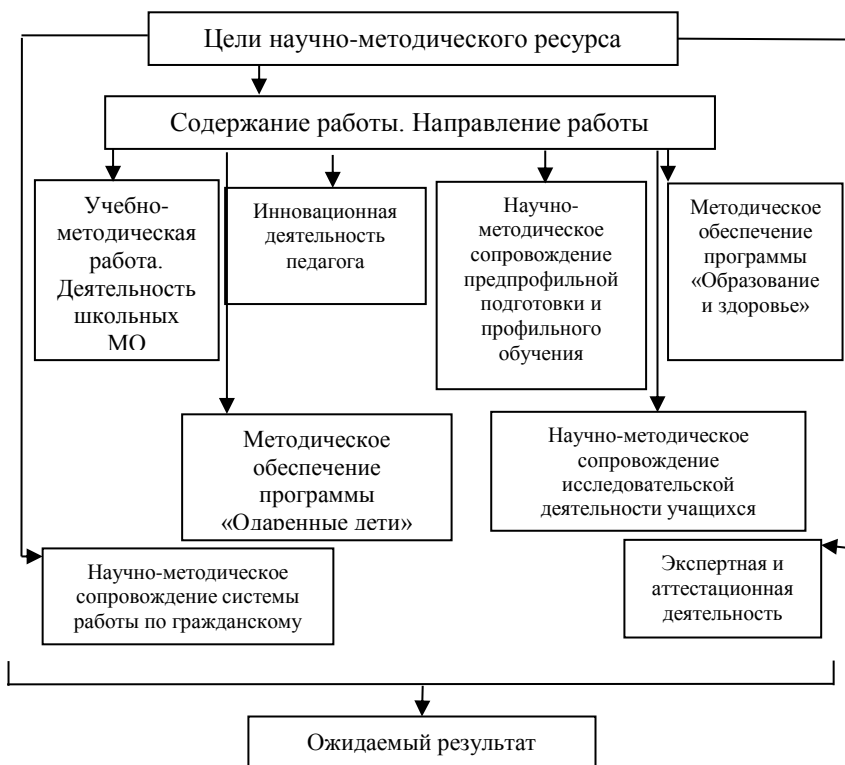 Цели научно-методического ресурса
Содержание работы. Направление работы
Учебно-
методическая
работа.
Деятельность
школьных
МО
Инновационная
деятельность
педагога
Научно-
методическое
сопровождение
предпрофильной
подготовки и
профильного
обучения
Методическое
обеспечение
программы
«Образование
и здоровье»
Методическое
обеспечение
программы
«Одаренные дети»
Научно-методическое
сопровождение
исследовательской
деятельности учащихся
Научно-методическое
сопровождение системы
работы по гражданскому
Экспертная и
аттестационная
деятельность
Ожидаемый результат